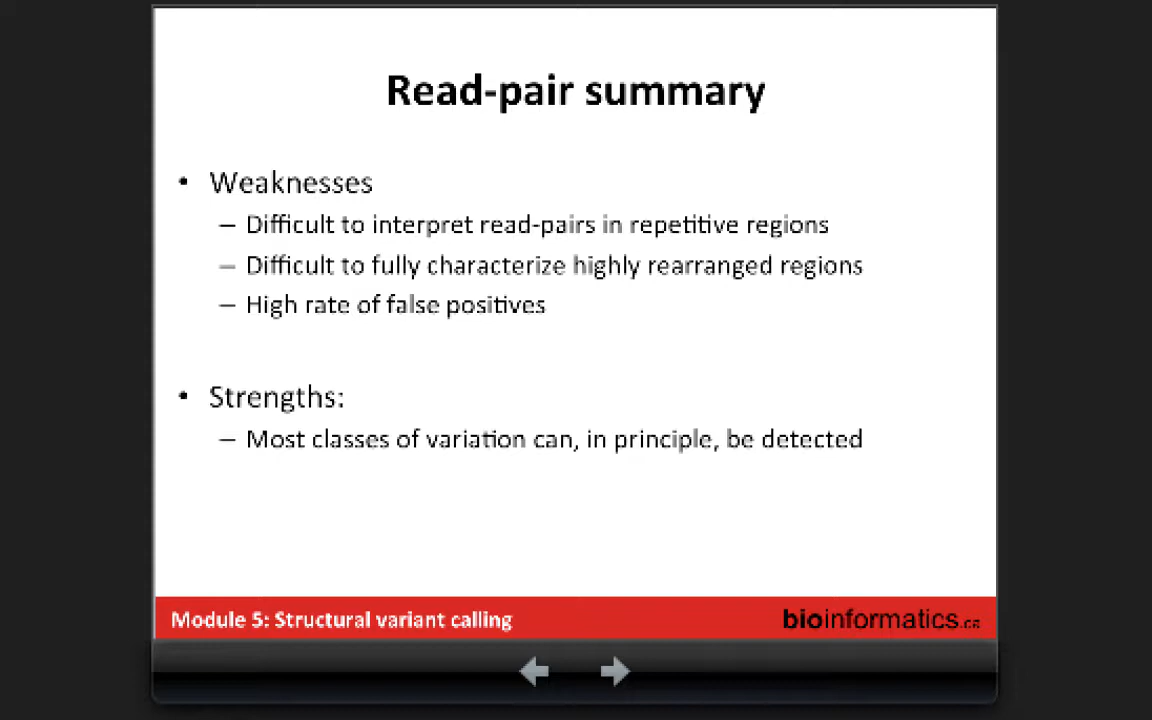 Read-pair summary
• Weaknesses
– Difficult to interpret read-pairs in repetitive regions
– Difficult to fully characterize highly rearranged regions
– High rate of false positives
• Strengths:
– Most classes of variation can, in principle, be detected
Module 5: Structural variant calling
bioinformatics.ca